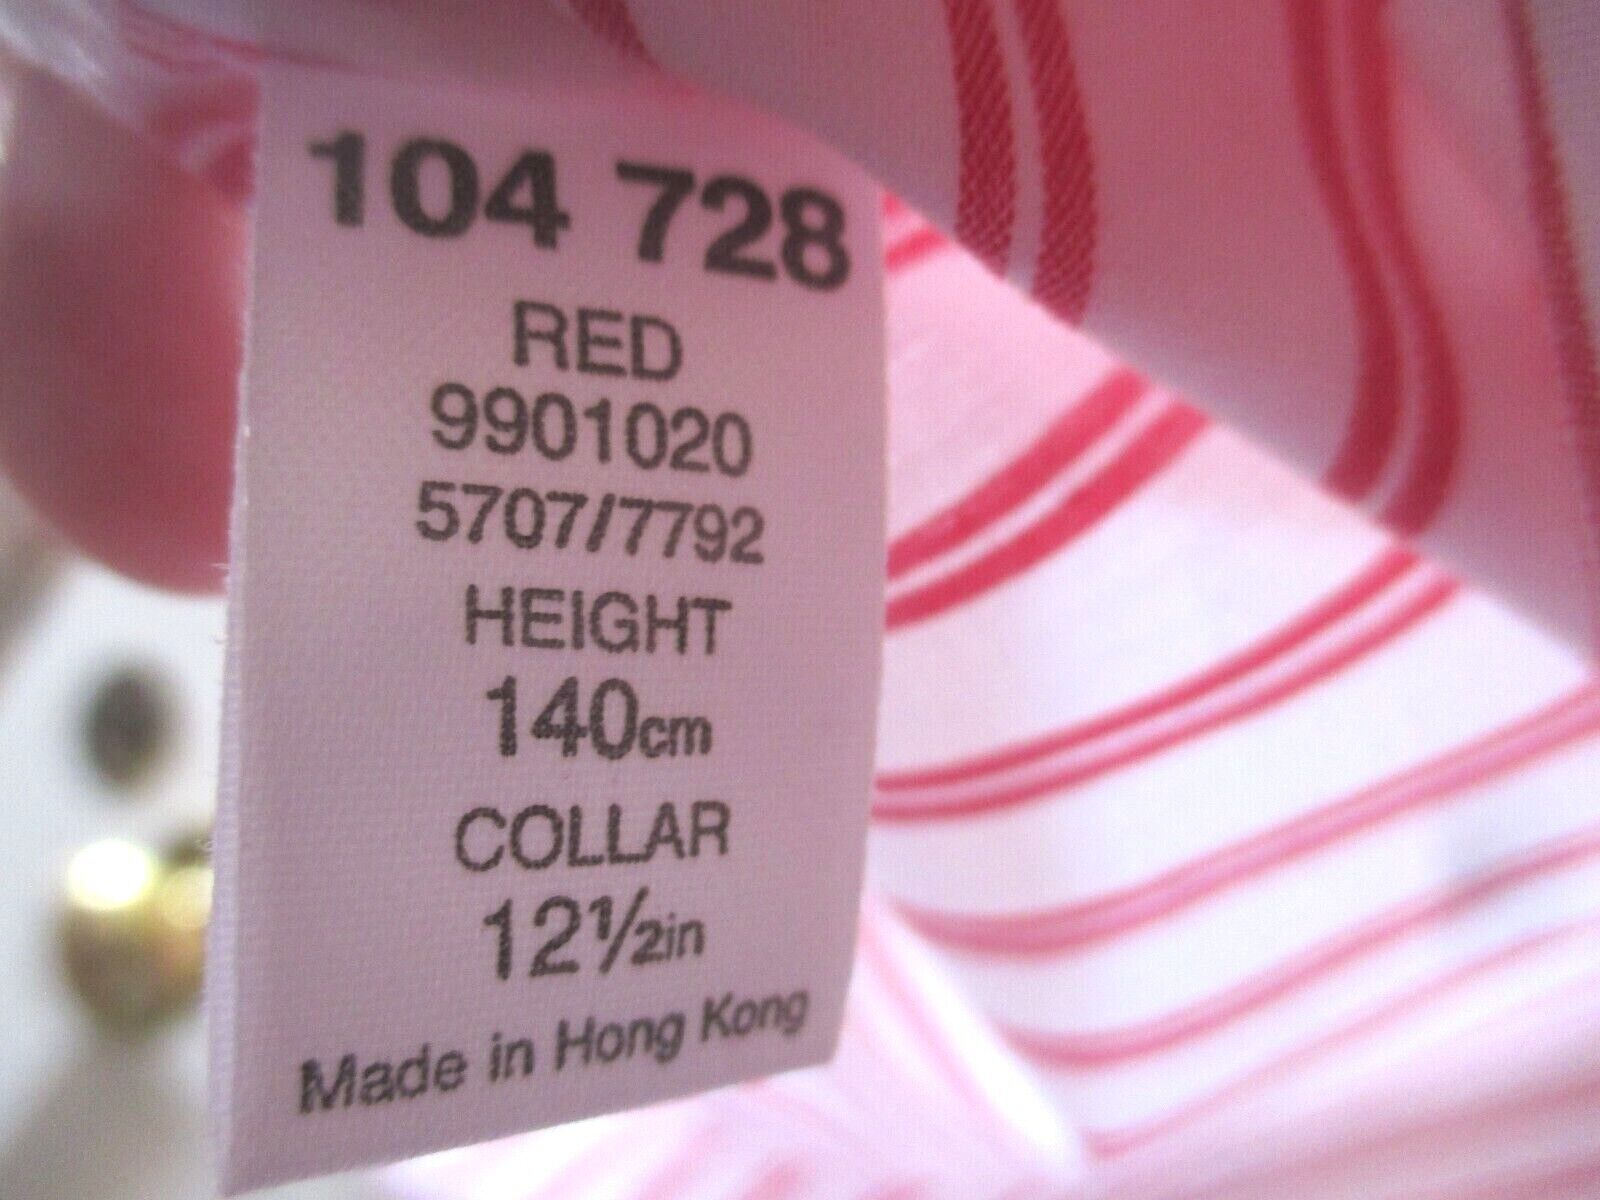 104 728
RED
9901020
5707/7792
HEIGHT
140cm
COLLAR
12½in
Made in Hong Kong